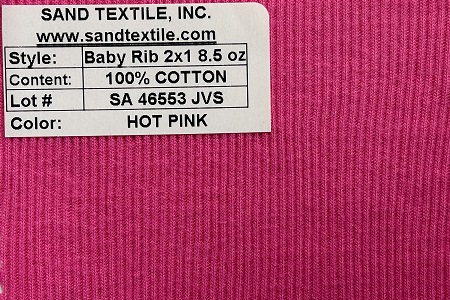 SAND TEXTILE, INC.
www.sandtextile.com
Style: Baby Rib 2x1 8.5 oz
Content: 100% COTTON
Lot # SA 46553 JVS
Color: HOT PINK